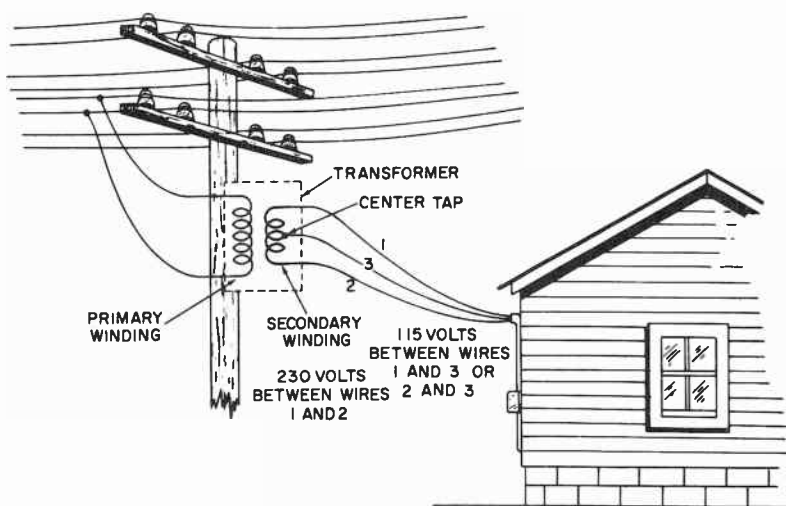 TRANSFORMER
CENTER TAP
1
3
2
PRIMARY
WINDING
SECONDARY
WINDING
230 VOLTS
BETWEEN WIRES
1 AND 2
115 VOLTS
BETWEEN WIRES
1 AND 3 OR
2 AND 3